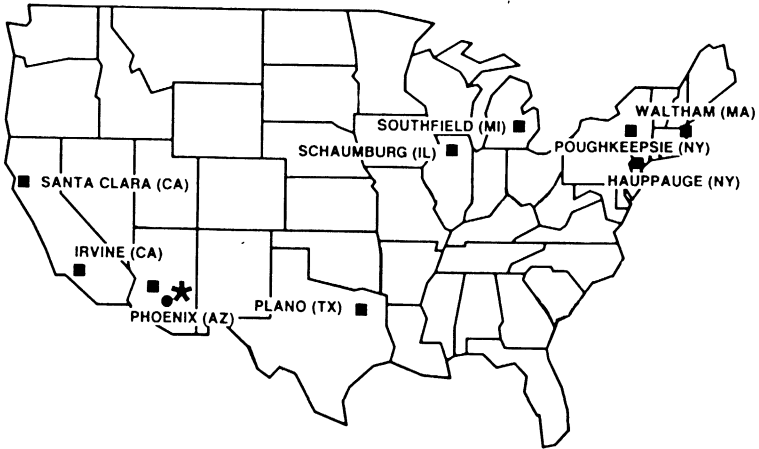 WALTHAM (MA)
SOUTHFIELD (MI)
POUGHKEEPSIE (NY)
SCHAUMBURG (IL)
HAUPPAUGE (NY)
SANTA CLARA (CA)
IRVINE (CA)
PLANO (TX)
PHOENIX (AZ)